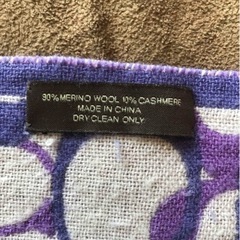 90% MERINO WOOL 10% CASHMERE
MADE IN CHINA
DRY CLEAN ONLY